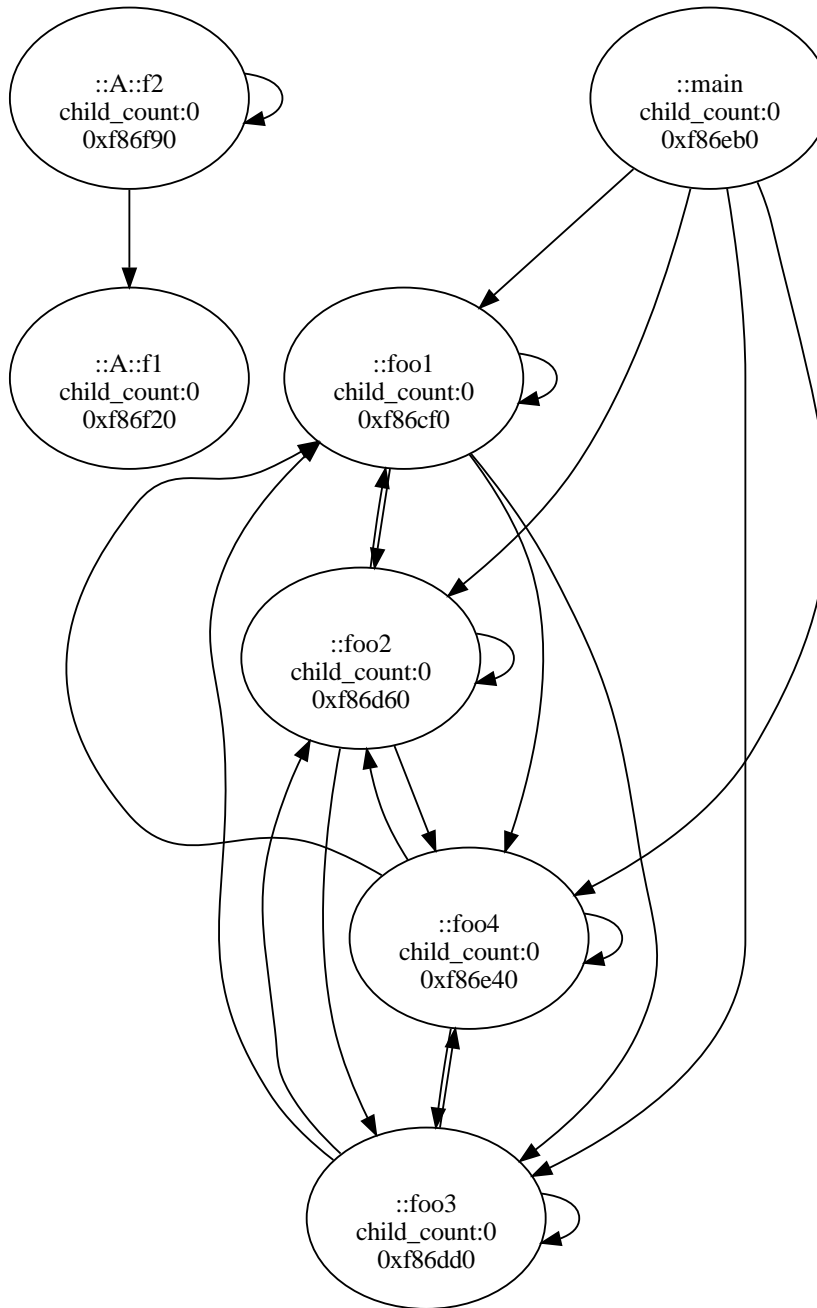 ::A::f2
child_count:0
0xf86f90
::main
child_count:0
0xf86eb0
::A::f1
child_count:0
0xf86f20
::foo1
child_count:0
0xf86cf0
::foo2
child_count:0
0xf86d60
::foo4
child_count:0
0xf86e40
::foo3
child_count:0
0xf86dd0